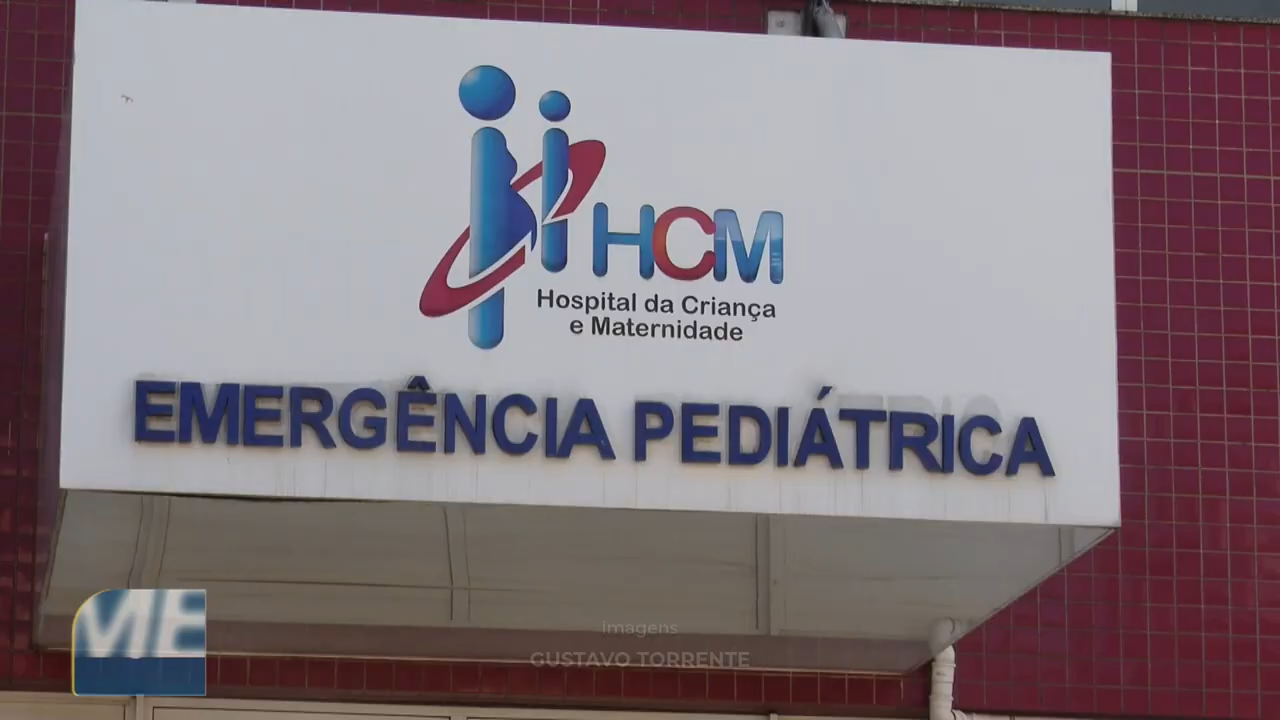 HCM
Hospital da Criança
e Maternidade
EMERGÊNCIA PEDIÁTRICA
ME
imagens
GUSTAVO TORRENTE